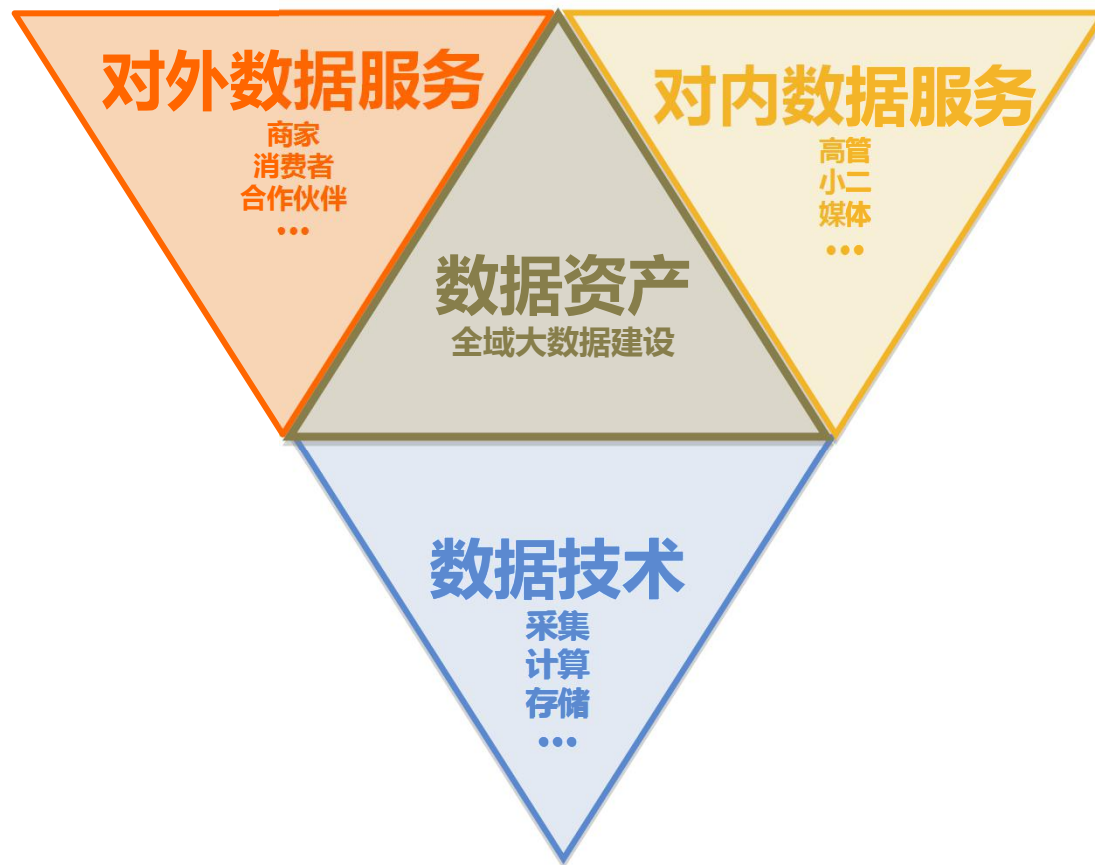 对外数据服务
商家
消费者
合作伙伴
•••
对内数据服务
高管
小二
媒体
•••
数据资产
全域大数据建设
数据技术
采集
计算
存储
•••